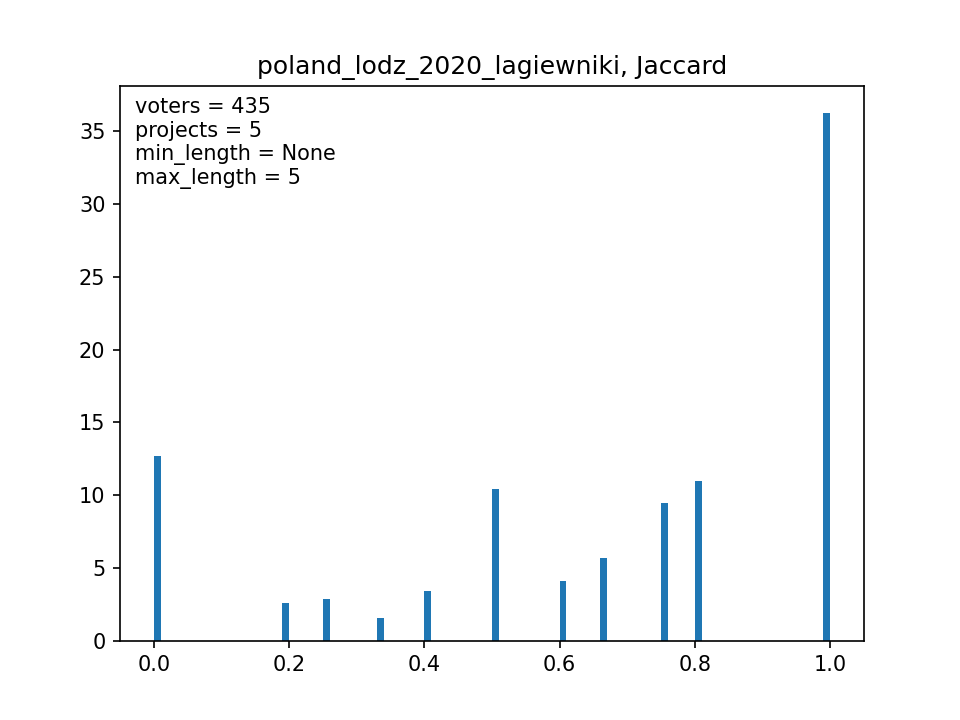 poland_lodz_2020_lagiewniki, Jaccard
voters = 435
projects = 5
min_length = None
max_length = 5
35
30
25
20
15
10
5
0
0.0 0.2 0.4 0.6 0.8 1.0